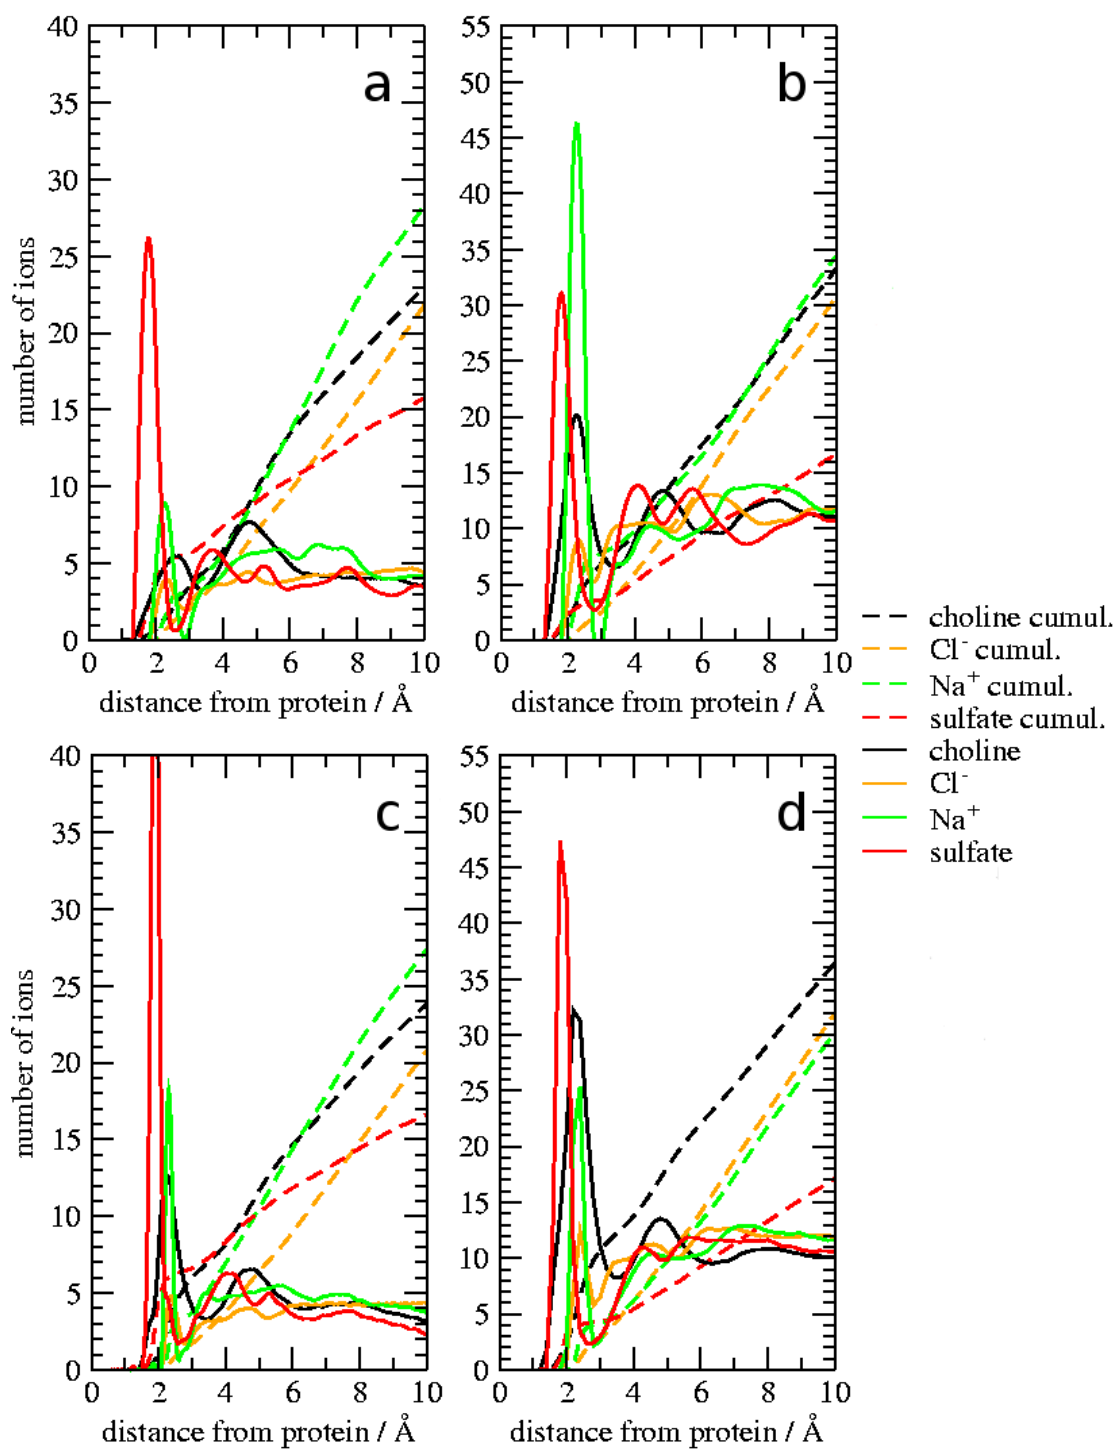 40
35
30
25
20
15
10
5
0
number of ions
a
0 2 4 6 8 10
distance from protein / Å
55
50
45
40
35
30
25
20
15
10
5
0
b
0 2 4 6 8 10
distance from protein / Å
choline cumul.
Cl⁻ cumul.
Na⁺ cumul.
sulfate cumul.
choline
Cl⁻
Na⁺
sulfate
40
35
30
25
20
15
10
5
0
number of ions
c
0 2 4 6 8 10
distance from protein / Å
55
50
45
40
35
30
25
20
15
10
5
0
d
0 2 4 6 8 10
distance from protein / Å